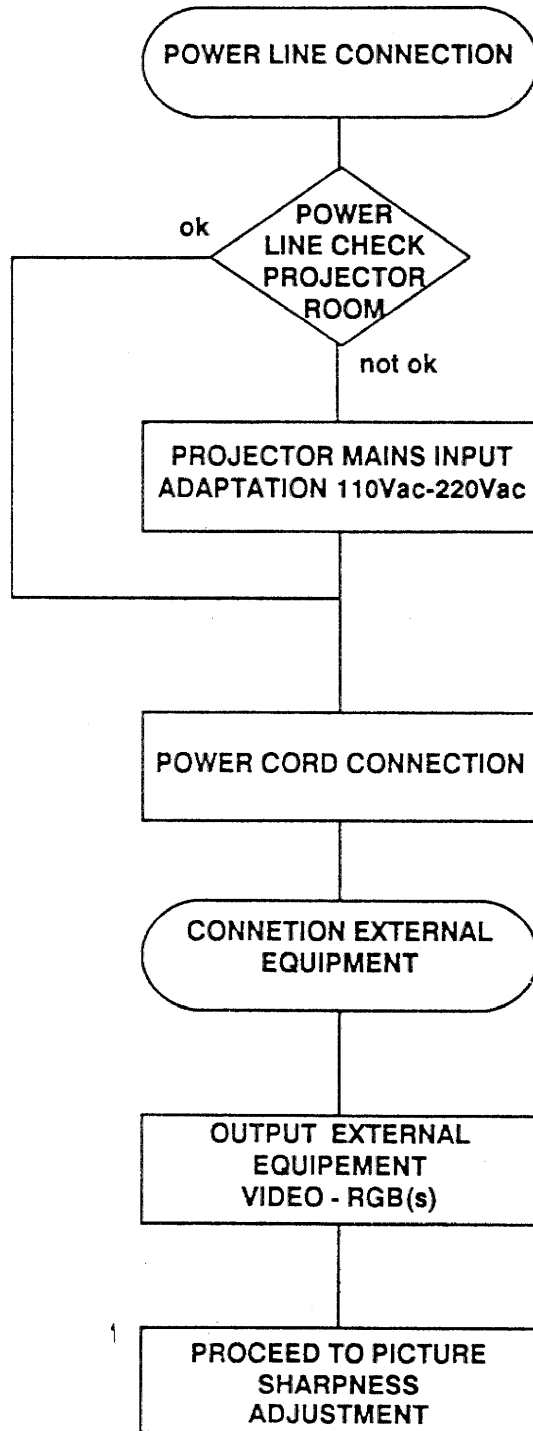 POWER LINE CONNECTION
ok
POWER
LINE CHECK
PROJECTOR
ROOM
not ok
PROJECTOR MAINS INPUT
ADAPTATION 110Vac-220Vac
POWER CORD CONNECTION
CONNETION EXTERNAL
EQUIPMENT
OUTPUT EXTERNAL
EQUIPEMENT
VIDEO - RGB(s)
PROCEED TO PICTURE
SHARPNESS
ADJUSTMENT